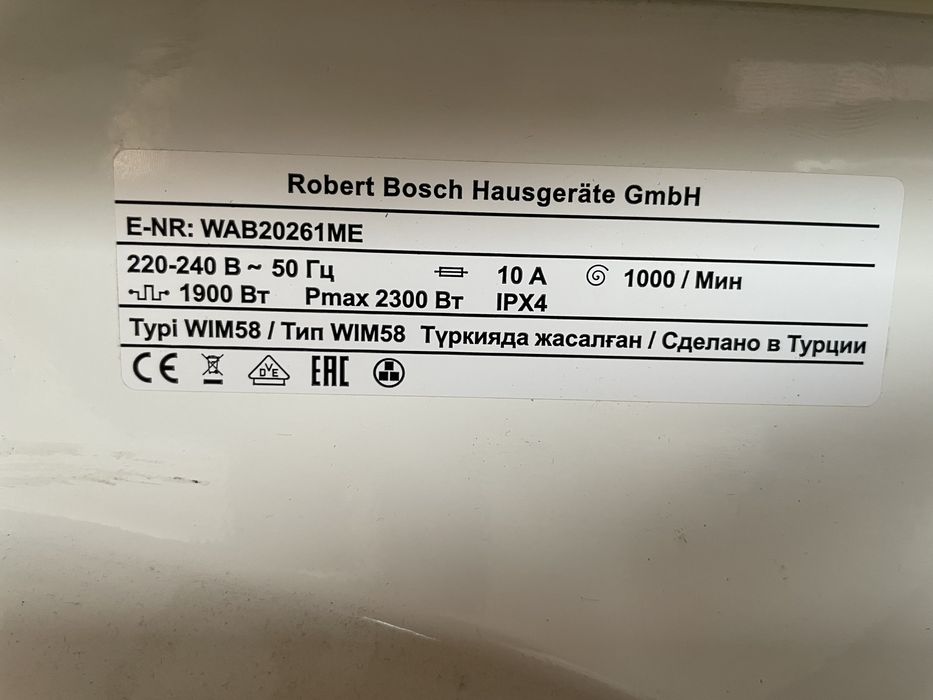 Robert Bosch Hausgeräte GmbH
E-NR: WAB20261ME
220-240 В ~ 50 Гц 10 А 1000 / Мин
1900 Вт Pmax 2300 Вт IPX4
Typi WIM58 / Тип WIM58 Түркияда жасалған / Сделано в Турции
CE VDE EAC